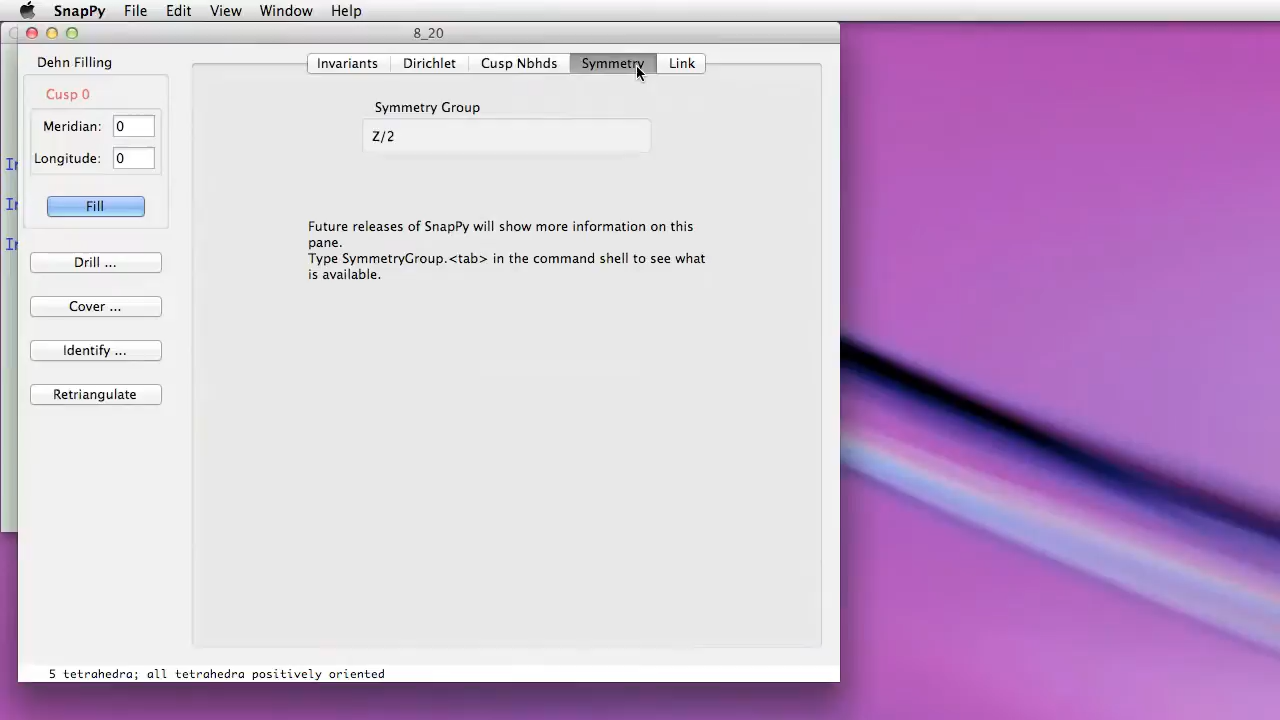 SnapPy File Edit View Window Help
8_20
Dehn Filling
Cusp 0
Meridian: 0
Longitude: 0
Fill
Drill ...
Cover ...
Identify ...
Retriangulate
Invariants Dirichlet Cusp Nbhds Symmetry Link
Symmetry Group
Z/2
Future releases of SnapPy will show more information on this
pane.
Type SymmetryGroup.<tab> in the command shell to see what
is available.
5 tetrahedra; all tetrahedra positively oriented